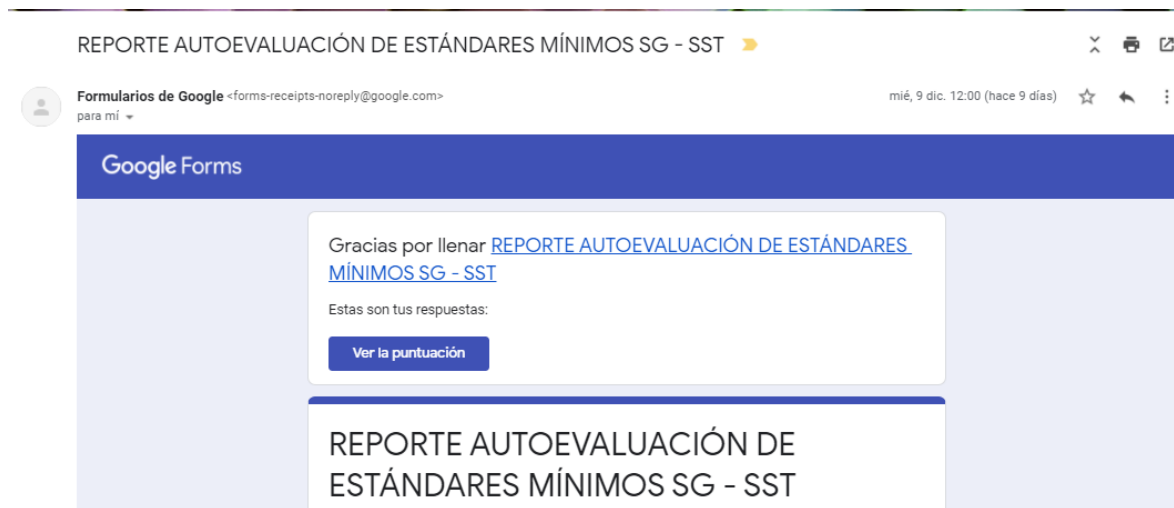 REPORTE AUTOEVALUACIÓN DE ESTÁNDARES MÍNIMOS SG - SST
Formularios de Google <forms-receipts-noreply@google.com>
mié, 9 dic. 12:00 (hace 9 días)
para mí
Google Forms
Gracias por llenar REPORTE AUTOEVALUACIÓN DE ESTÁNDARES
MÍNIMOS SG - SST
Estas son tus respuestas:
Ver la puntuación
REPORTE AUTOEVALUACIÓN DE
ESTÁNDARES MÍNIMOS SG - SST